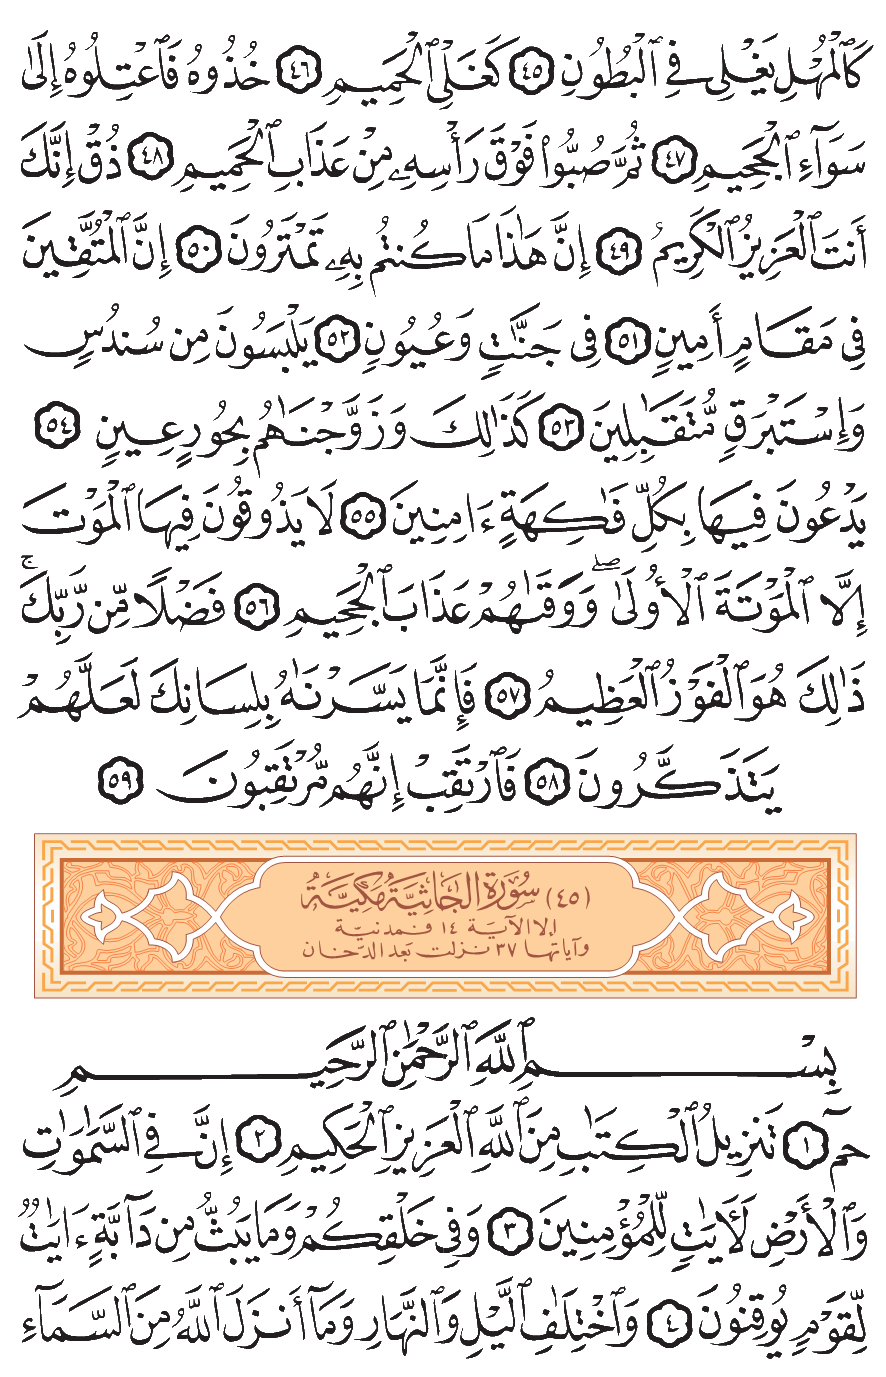 كَٱلْمُهْلِ يَغْلِى فِى ٱلْبُطُونِ ٤٥ كَغَلْىِ ٱلْحَمِيمِ ٤٦ خُذُوهُ فَٱعْتِلُوهُ إِلَىٰ
سَوَآءِ ٱلْجَحِيمِ ٤٧ ثُمَّ صُبُّوا۟ فَوْقَ رَأْسِهِۦ مِنْ عَذَابِ ٱلْحَمِيمِ ٤٨ ذُقْ إِنَّكَ
أَنتَ ٱلْعَزِيزُ ٱلْكَرِيمُ ٤٩ إِنَّ هَٰذَا مَا كُنتُم بِهِۦ تَمْتَرُونَ ٥٠ إِنَّ ٱلْمُتَّقِينَ
فِى مَقَامٍ أَمِينٍ ٥١ فِى جَنَّٰتٍ وَعُيُونٍ ٥٢ يَلْبَسُونَ مِن سُندُسٍ
وَإِسْتَبْرَقٍ مُّتَقَٰبِلِينَ ٥٣ كَذَٰلِكَ وَزَوَّجْنَٰهُم بِحُورٍ عِينٍ ٥٤
يَدْعُونَ فِيهَا بِكُلِّ فَٰكِهَةٍ ءَامِنِينَ ٥٥ لَا يَذُوقُونَ فِيهَا ٱلْمَوْتَ
إِلَّا ٱلْمَوْتَةَ ٱلْأُولَىٰ ۖ وَوَقَىٰهُمْ عَذَابَ ٱلْجَحِيمِ ٥٦ فَضْلًا مِّن رَّبِّكَ ۚ
ذَٰلِكَ هُوَ ٱلْفَوْزُ ٱلْعَظِيمُ ٥٧ فَإِنَّمَا يَسَّرْنَٰهُ بِلِسَانِكَ لَعَلَّهُمْ
يَتَذَكَّرُونَ ٥٨ فَٱرْتَقِبْ إِنَّهُم مُّرْتَقِبُونَ ٥٩
(٤٥) سُورَةُ الجَاثِيَةِ مَكِيَّةٌ
إلا الآية ١٤ فمدنيّة
وآياتها ٣٧ نزلت بَعد الدّخان
بِسْمِ ٱللَّهِ ٱلرَّحْمَٰنِ ٱلرَّحِيمِ
حمٓ ١ تَنزِيلُ ٱلْكِتَٰبِ مِنَ ٱللَّهِ ٱلْعَزِيزِ ٱلْحَكِيمِ ٢ إِنَّ فِى ٱلسَّمَٰوَٰتِ
وَٱلْأَرْضِ لَءَايَٰتٍ لِّلْمُؤْمِنِينَ ٣ وَفِى خَلْقِكُمْ وَمَا يَبُثُّ مِن دَآبَّةٍ ءَايَٰتٌ
لِّقَوْمٍ يُوقِنُونَ ٤ وَٱخْتِلَٰفِ ٱلَّيْلِ وَٱلنَّهَارِ وَمَآ أَنزَلَ ٱللَّهُ مِنَ ٱلسَّمَآءِ